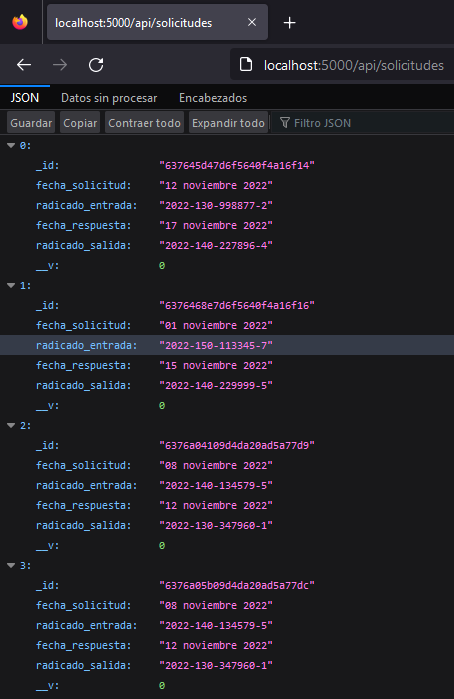 localhost:5000/api/solicitudes
localhost:5000/api/solicitudes
JSON Datos sin procesar Encabezados
Guardar Copiar Contraer todo Expandir todo Filtro JSON
0:
_id: "637645d47d6f5640f4a16f14"
fecha_solicitud: "12 noviembre 2022"
radicado_entrada: "2022-130-998877-2"
fecha_respuesta: "17 noviembre 2022"
radicado_salida: "2022-140-227896-4"
__v: 0
1:
_id: "6376468e7d6f5640f4a16f16"
fecha_solicitud: "01 noviembre 2022"
radicado_entrada: "2022-150-113345-7"
fecha_respuesta: "15 noviembre 2022"
radicado_salida: "2022-140-229999-5"
__v: 0
2:
_id: "6376a04109d4da20ad5a77d9"
fecha_solicitud: "08 noviembre 2022"
radicado_entrada: "2022-140-134579-5"
fecha_respuesta: "12 noviembre 2022"
radicado_salida: "2022-130-347960-1"
__v: 0
3:
_id: "6376a05b09d4da20ad5a77dc"
fecha_solicitud: "08 noviembre 2022"
radicado_entrada: "2022-140-134579-5"
fecha_respuesta: "12 noviembre 2022"
radicado_salida: "2022-130-347960-1"
__v: 0